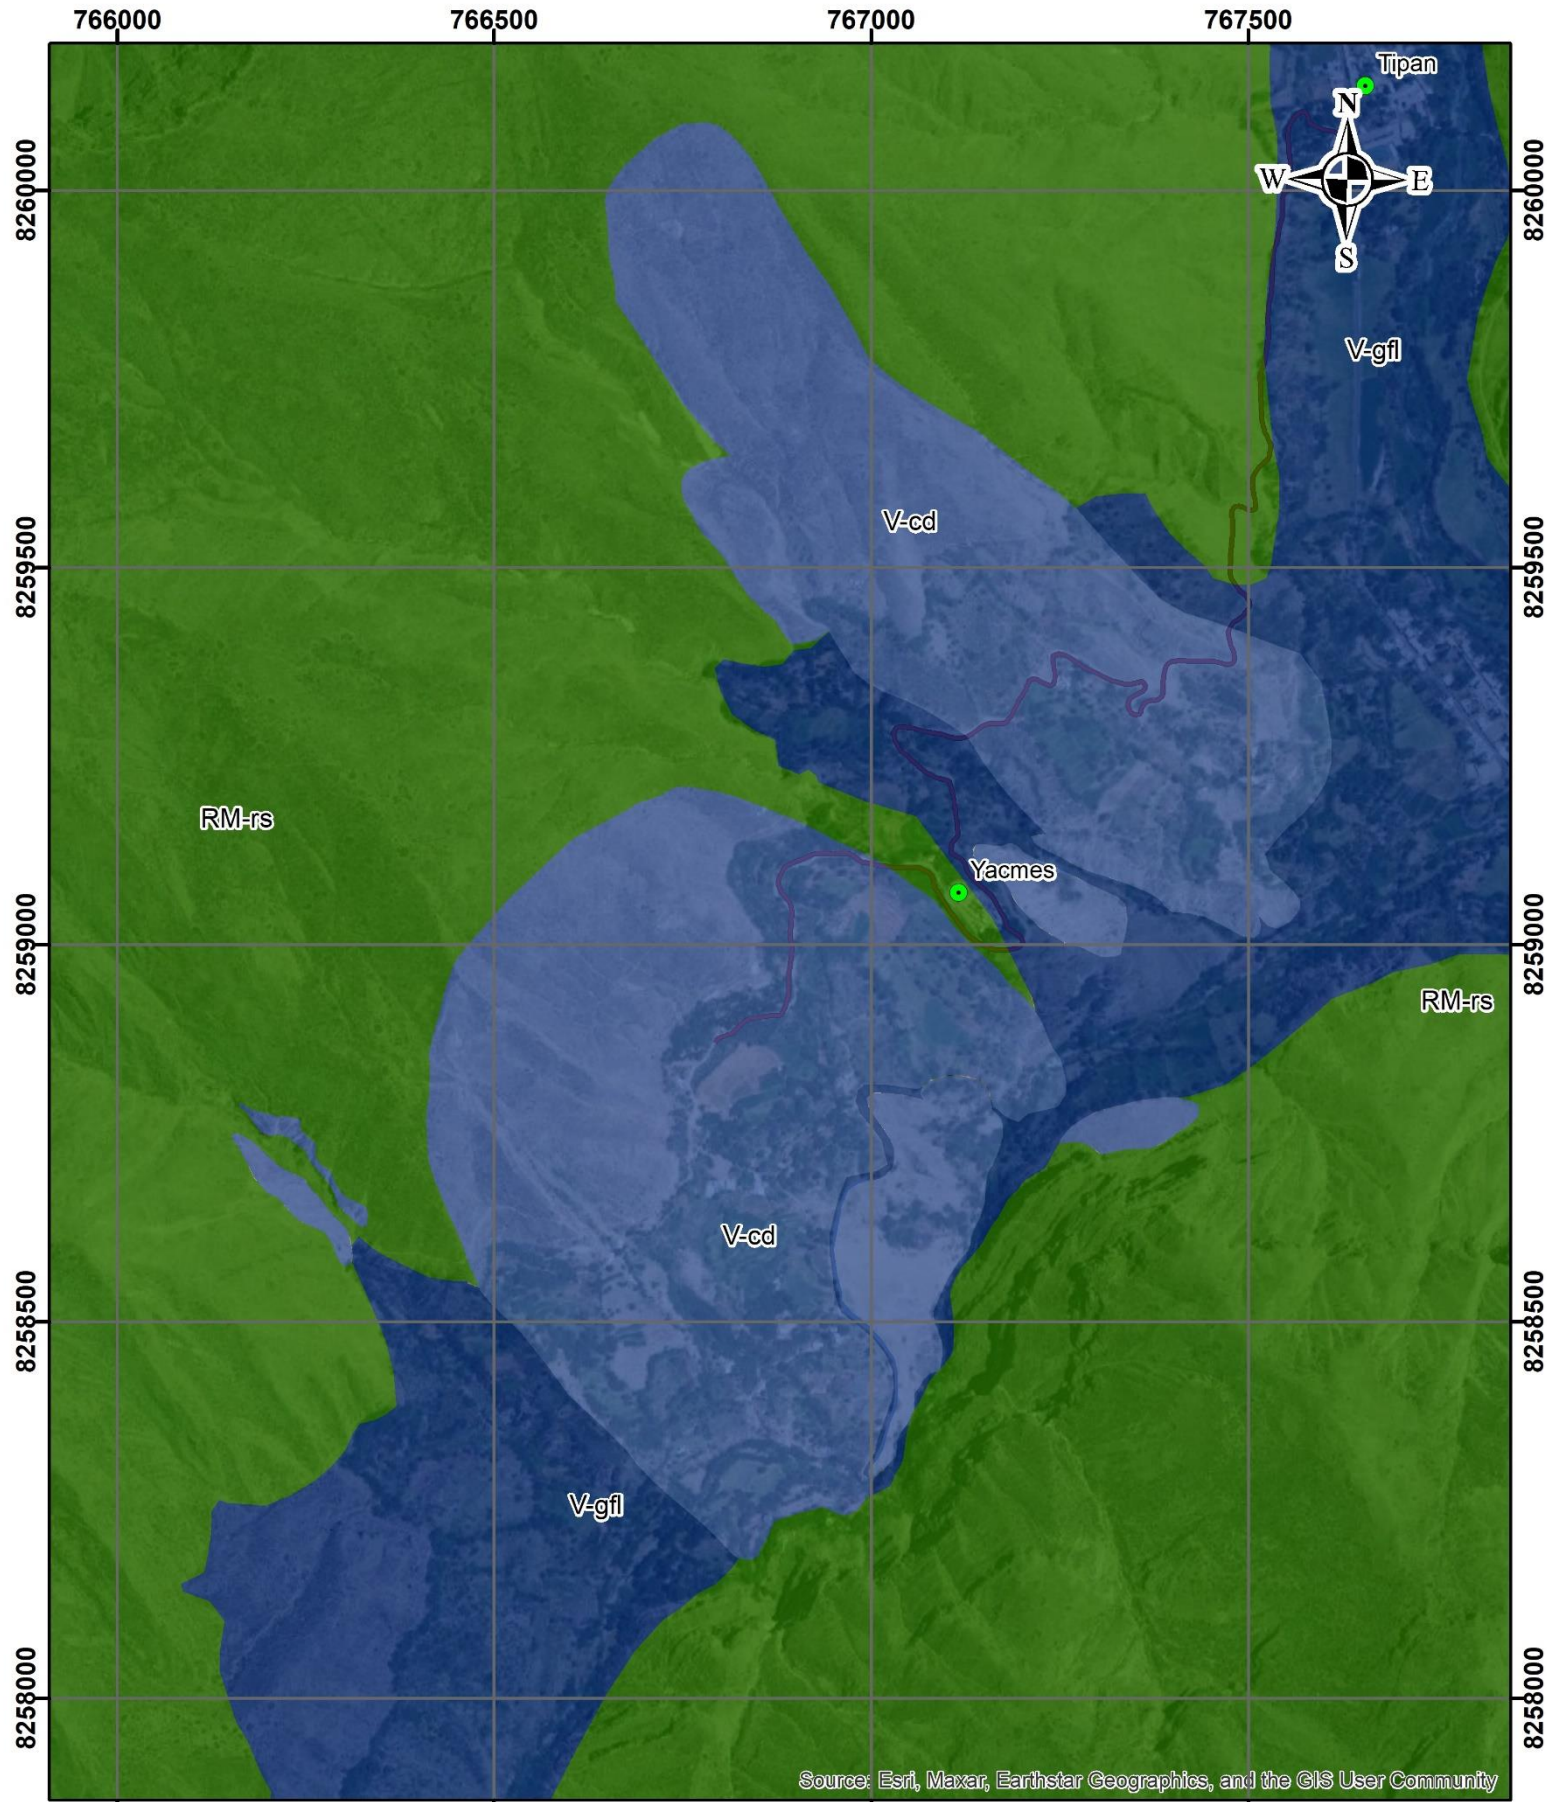 766000 766500 767000 767500
Tipan
N
8260000 W E 8260000
S
V-gfl
V-cd
8259500 8259500
RM-rs
Yacmes
8259000 8259000
RM-rs
V-cd
8258500 8258500
V-gfl
8258000 8258000
Source: Esri, Maxar, Earthstar Geographics, and the GIS User Community